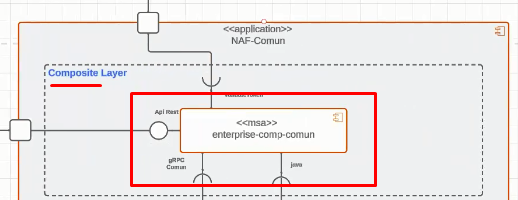 <<application>>
NAF-Comun
Composite Layer
Api Rest
<<msa>>
enterprise-comp-comun
gRPC
Comun
java